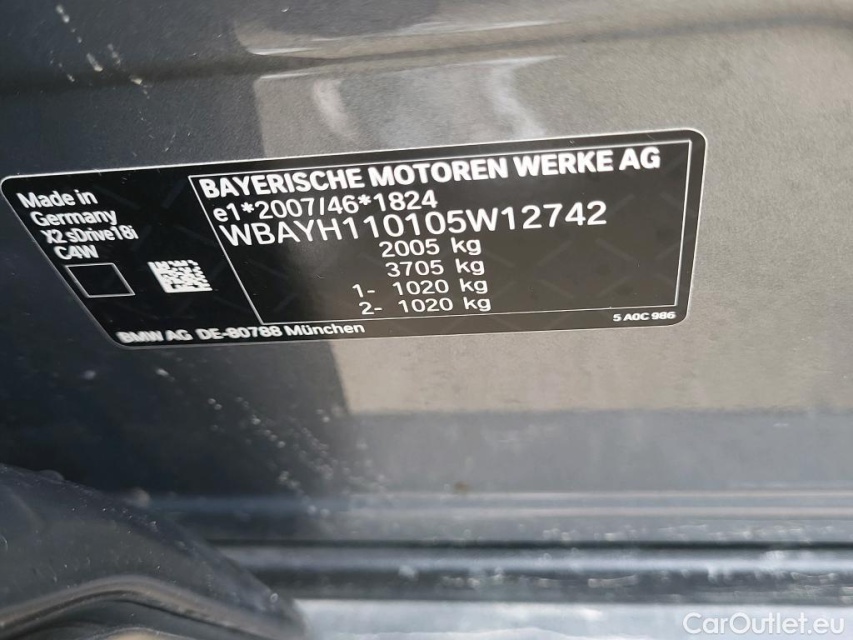 BAYERISCHE MOTOREN WERKE AG
Made in
Germany
X2 sDrive18i
C4W
e1*2007/46*1824
WBAYH110105W12742
2005 kg
3705 kg
1- 1020 kg
2- 1020 kg
BMW AG DE-80788 München
5 A0C 986
CarOutlet.eu